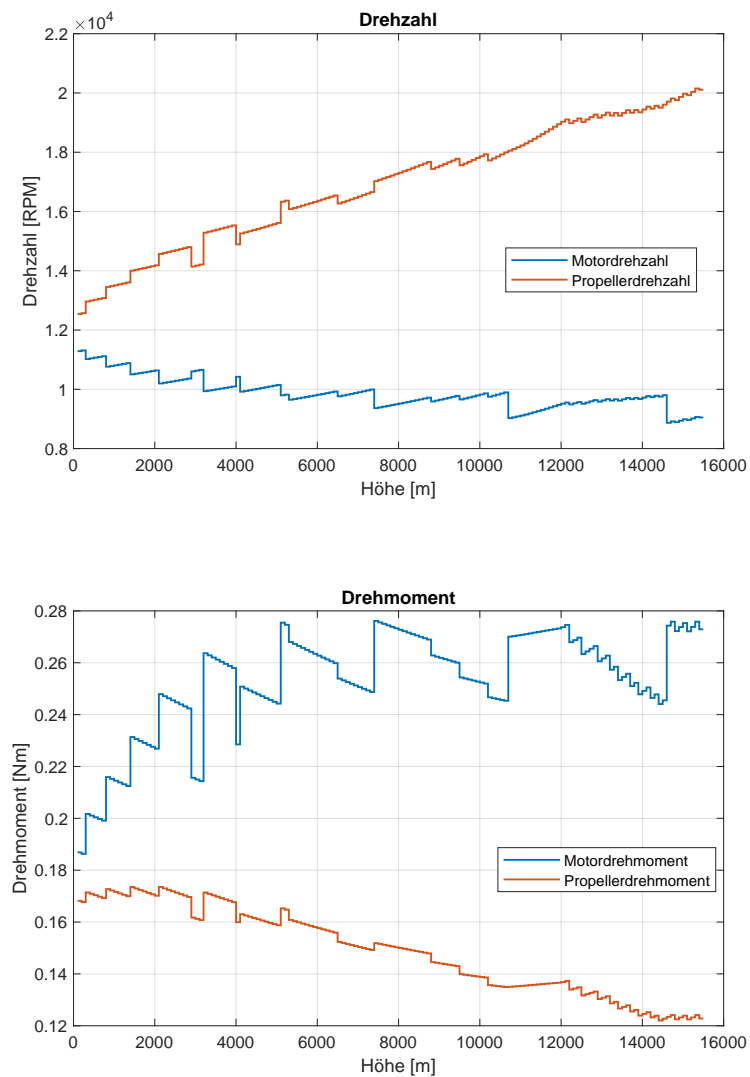 Drehzahl
×10⁴
2.2
2
1.8
1.6
1.4
1.2
1
0.8
0 2000 4000 6000 8000 10000 12000 14000 16000
Höhe [m]
Drehzahl [RPM]
Motordrehzahl
Propellerdrehzahl
Drehmoment
0.28
0.26
0.24
0.22
0.2
0.18
0.16
0.14
0.12
0 2000 4000 6000 8000 10000 12000 14000 16000
Höhe [m]
Drehmoment [Nm]
Motordrehmoment
Propellerdrehmoment